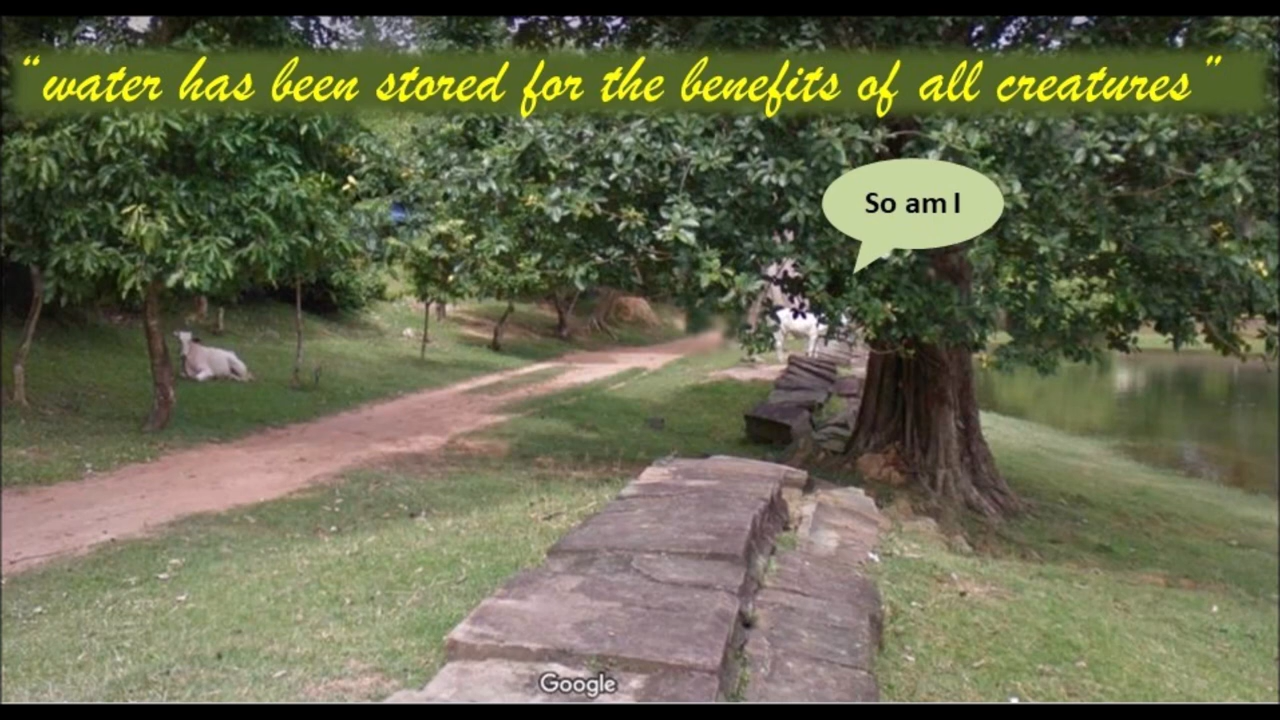 “water has been stored for the benefits of all creatures”
So am I
Google